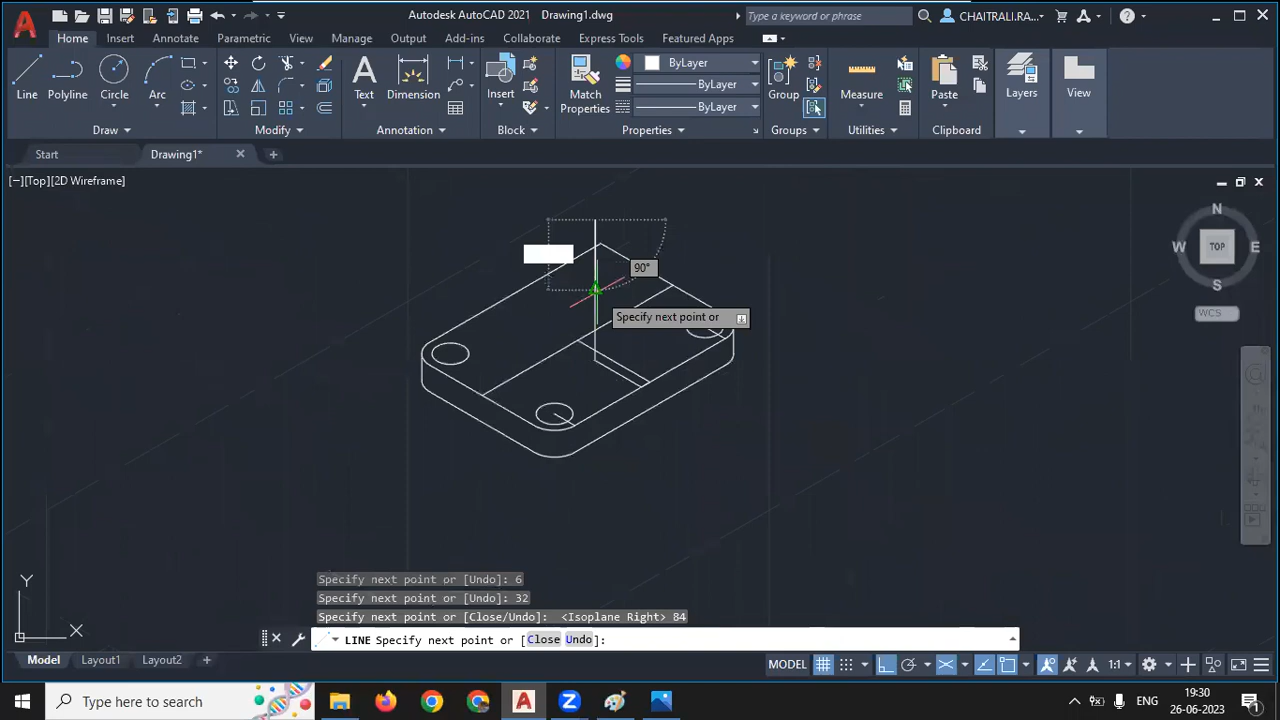 Autodesk AutoCAD 2021 Drawing1.dwg
Type a keyword or phrase
CHAITRALI.RA...
Home Insert Annotate Parametric View Manage Output Add-ins Collaborate Express Tools Featured Apps
ByLayer
ByLayer
ByLayer
Line Polyline Circle Arc Text Dimension Insert Match Properties Group Measure Paste Layers View
Draw Modify Annotation Block Properties Groups Utilities Clipboard
Start Drawing1*
[−][Top][2D Wireframe]
N
W TOP E
S
WCS
90°
Specify next point or
Y
X
Specify next point or [Undo]: 6
Specify next point or [Undo]: 32
Specify next point or [Close/Undo]: <Isoplane Right> 84
LINE Specify next point or [Close Undo]:
Model Layout1 Layout2 +
MODEL 1:1
Type here to search
ENG
19:30
26-06-2023
1